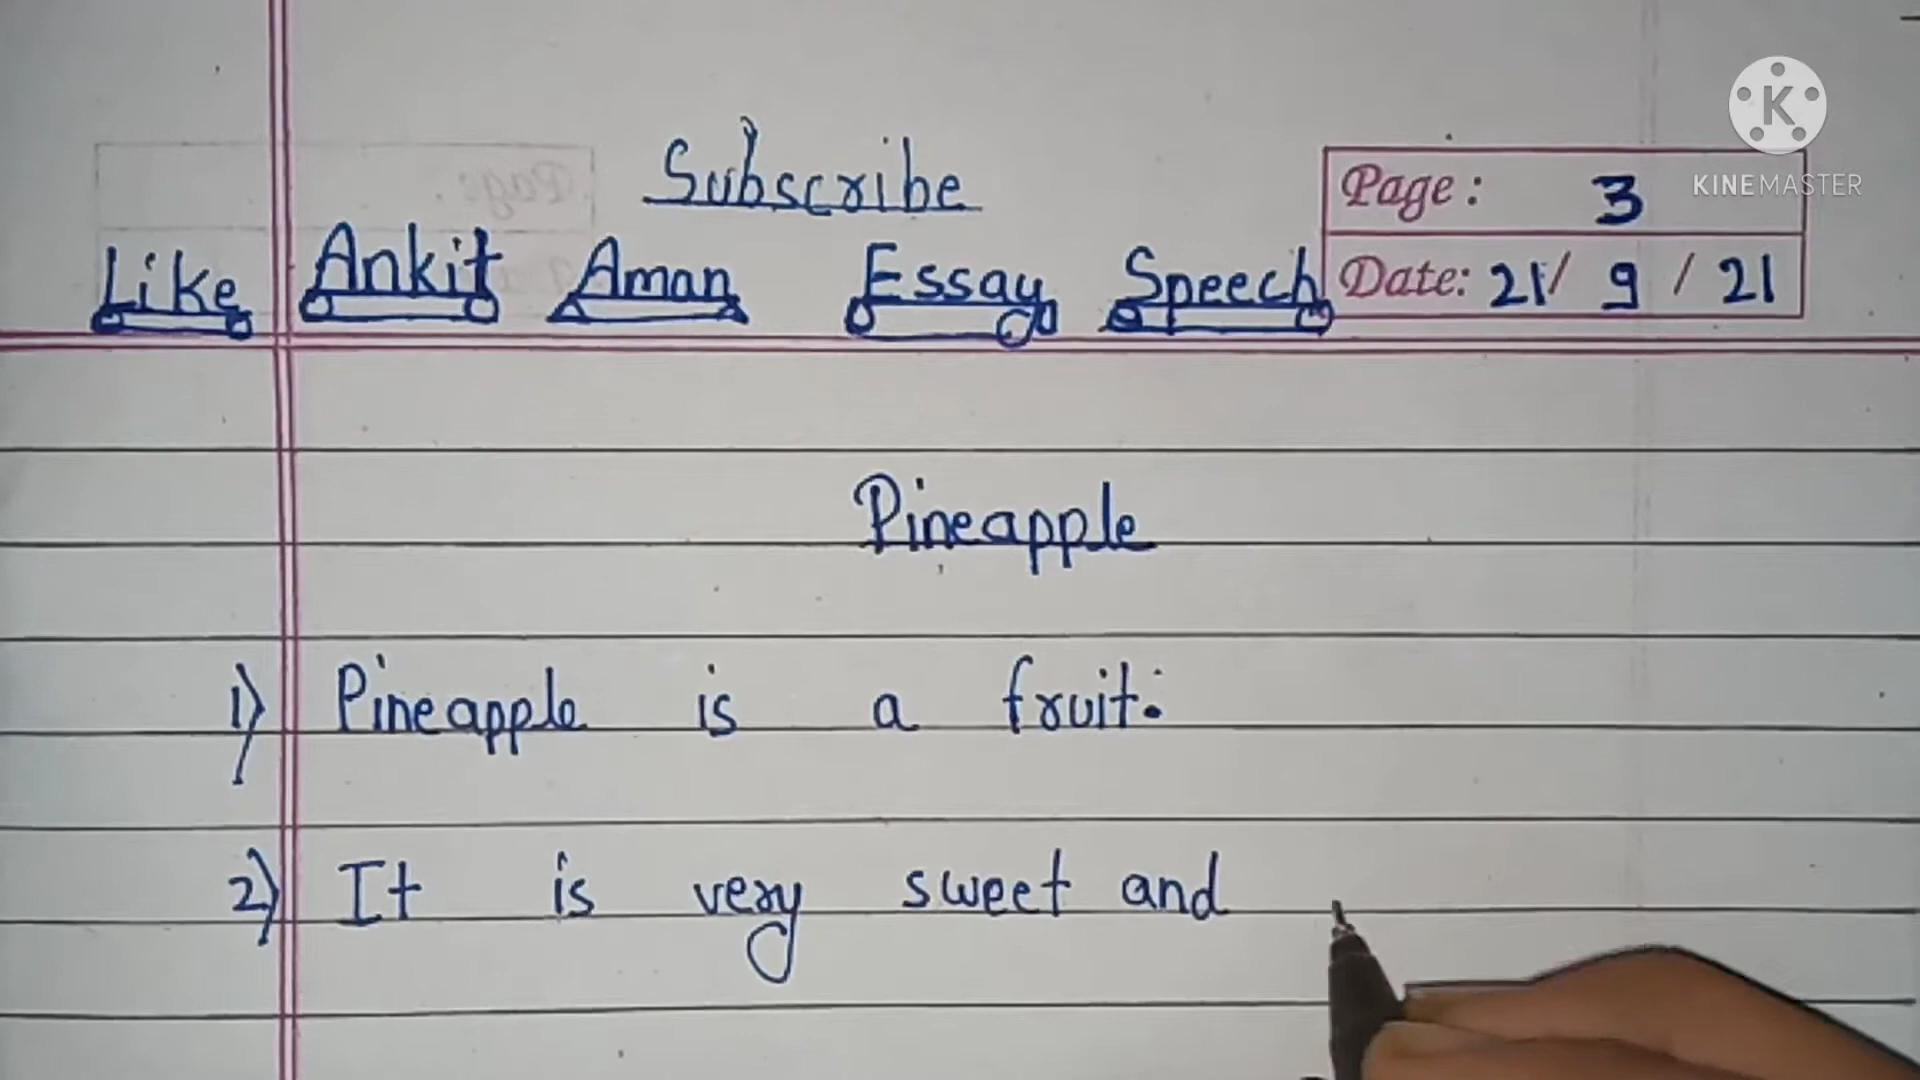 Subscribe
Page: 3
KINEMASTER
Like Ankit Aman Essay Speech
Date: 21/ 9 / 21
Pineapple
1) Pineapple is a fruit.
2) It is very sweet and